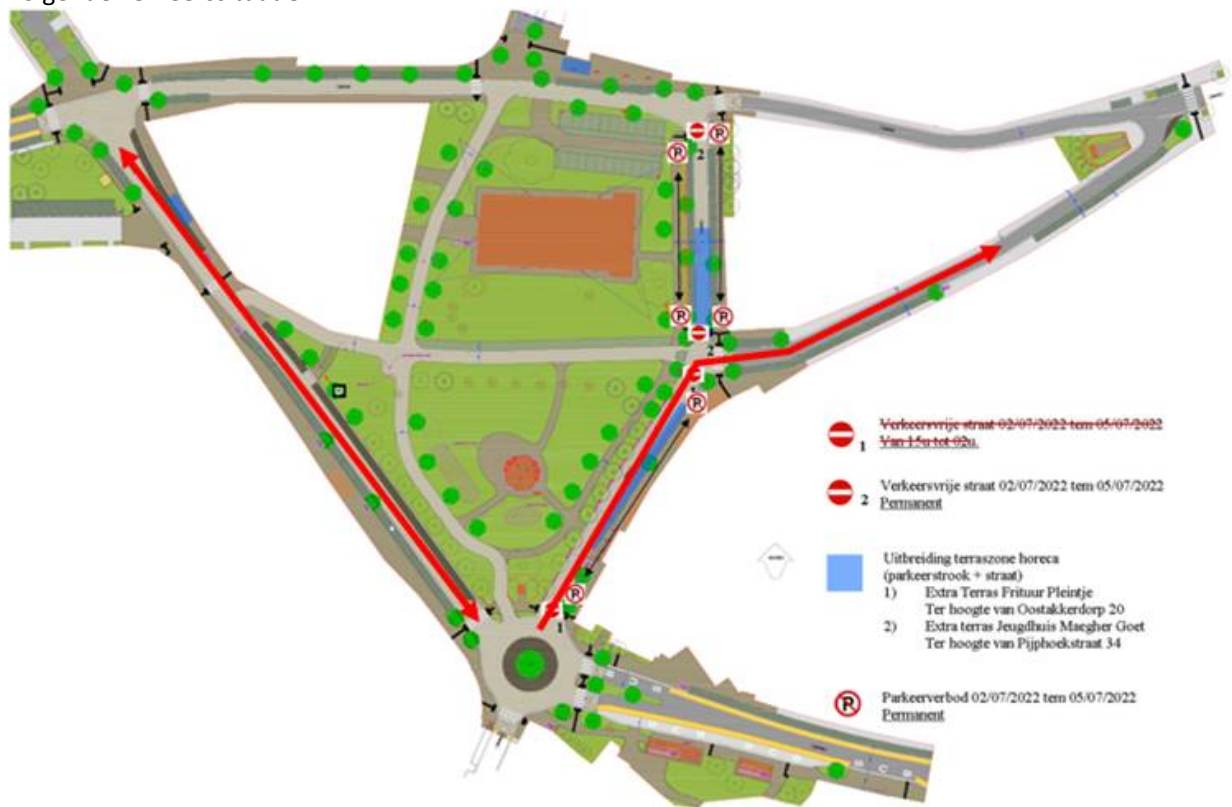 2
2
1
1 Verkeersvrije straat 02/07/2022 tem 05/07/2022
Van 15u tot 02u.
2 Verkeersvrije straat 02/07/2022 tem 05/07/2022
Permanent
Uitbreiding terraszone horeca
(parkeerstrook + straat)
1) Extra Terras Frituur Pleintje
Ter hoogte van Oostakkerdorp 20
2) Extra terras Jeugdhuis Maegher Goet
Ter hoogte van Pijphoekstraat 34
Parkeerverbod 02/07/2022 tem 05/07/2022
Permanent